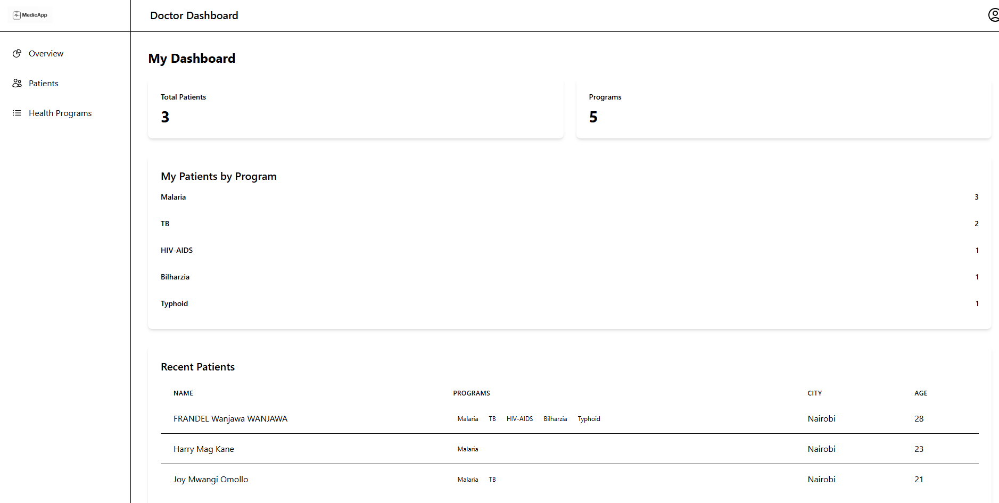 MedicApp
Doctor Dashboard
Overview
Patients
Health Programs
My Dashboard
Total Patients
3
Programs
5
My Patients by Program
Malaria 3
TB 2
HIV-AIDS 1
Bilharzia 1
Typhoid 1
Recent Patients
NAME PROGRAMS CITY AGE
FRANDEL Wanjawa WANJAWA Malaria TB HIV-AIDS Bilharzia Typhoid Nairobi 28
Harry Mag Kane Malaria Nairobi 23
Joy Mwangi Omollo Malaria TB Nairobi 21